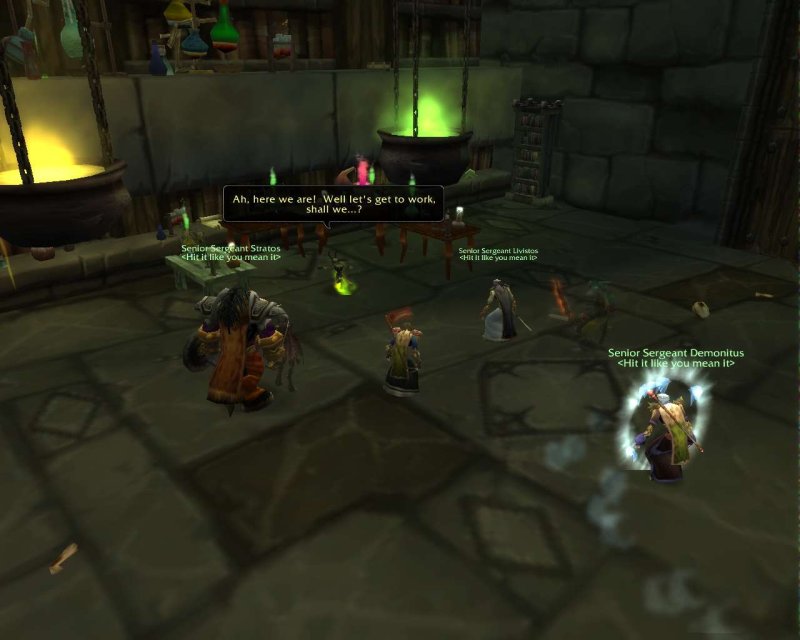 Ah, here we are!  Well let's get to work,
shall we...?
Senior Sergeant Stratos
<Hit it like you mean it>
Senior Sergeant Livistos
<Hit it like you mean it>
Senior Sergeant Demonitus
<Hit it like you mean it>